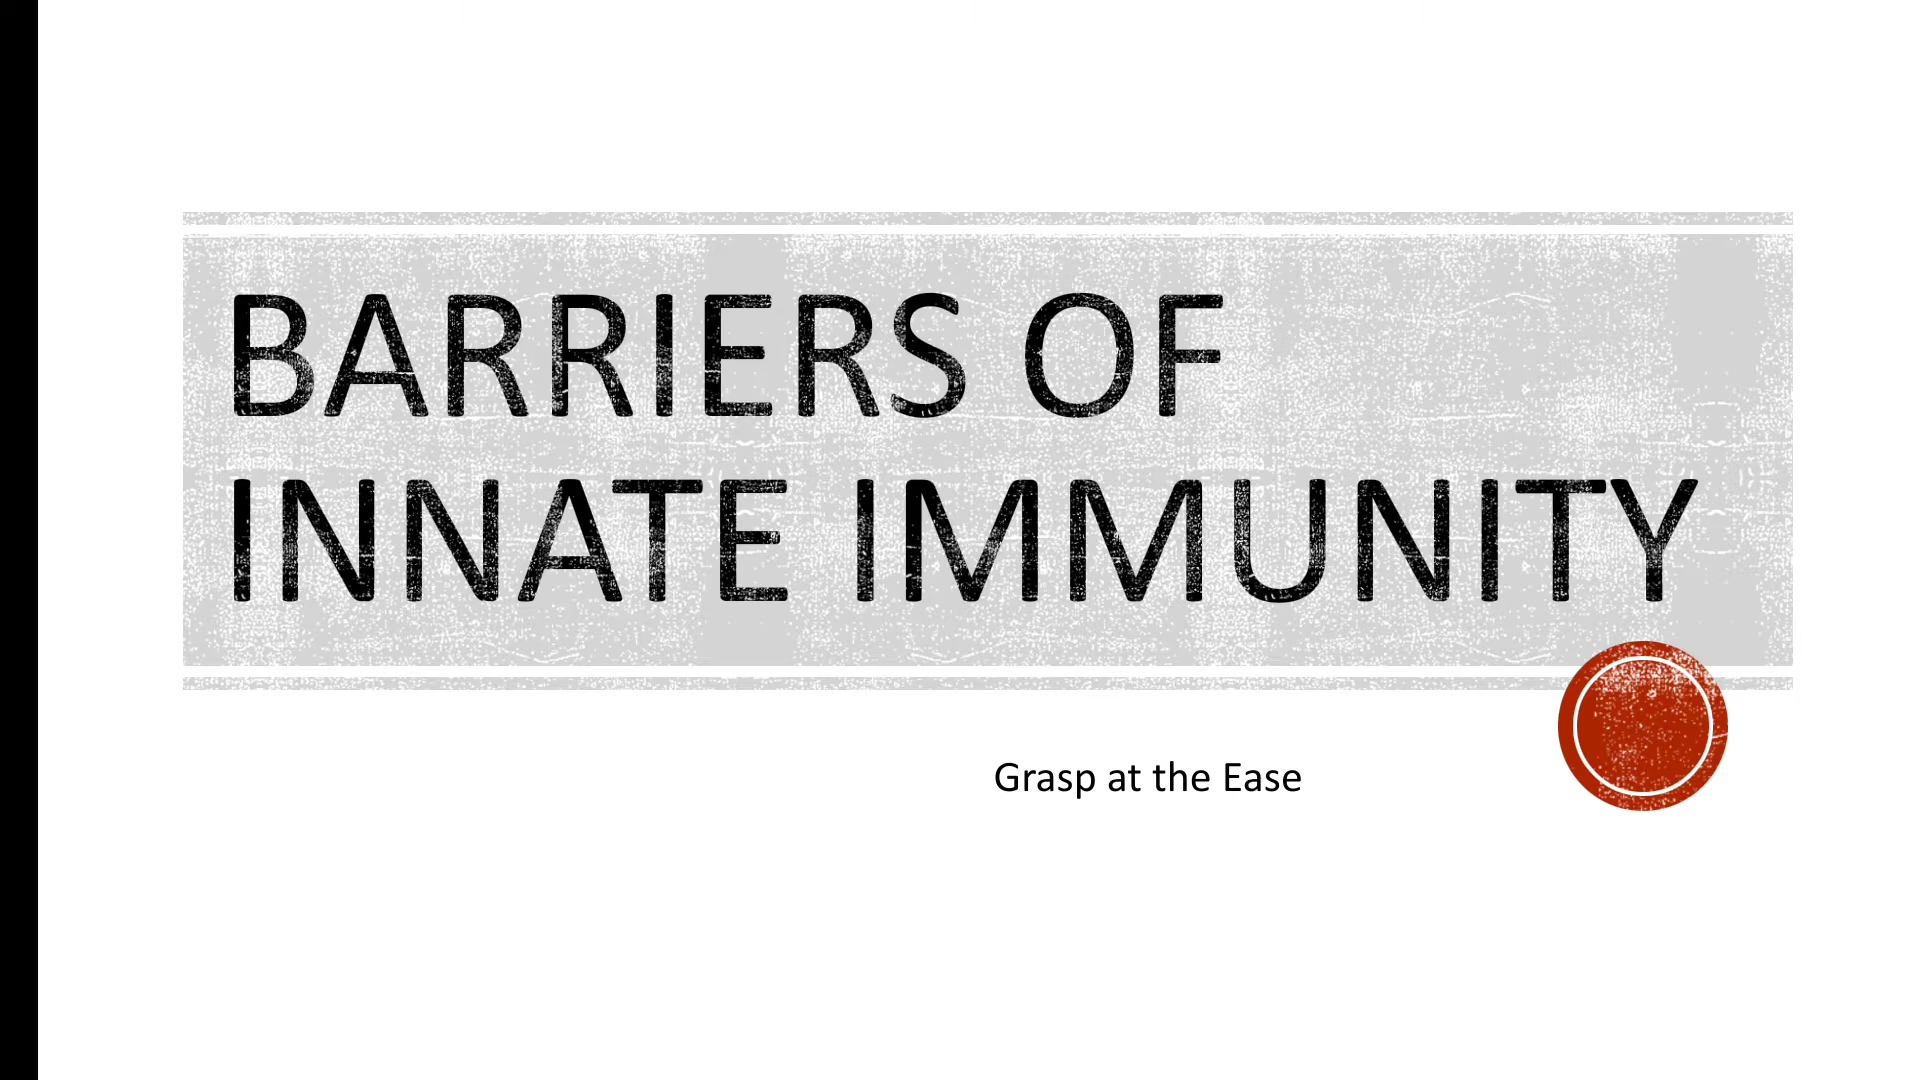 BARRIERS OF
INNATE IMMUNITY
Grasp at the Ease